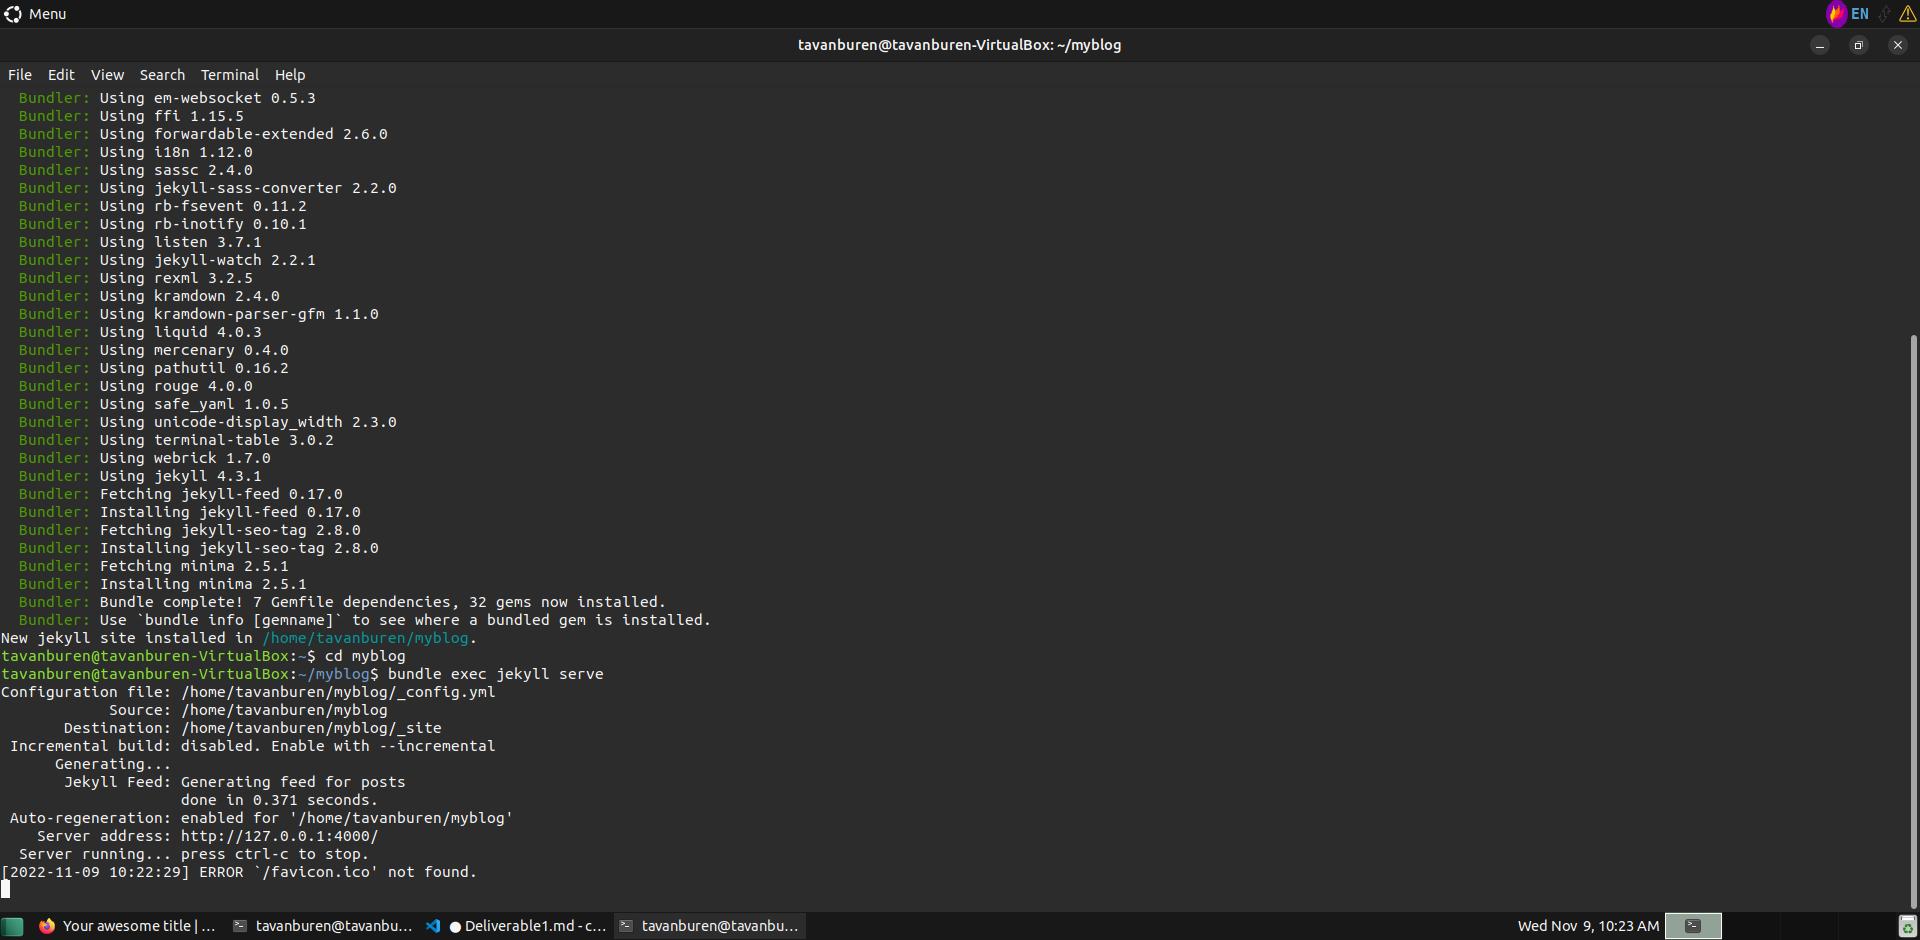 Menu
EN
tavanburen@tavanburen-VirtualBox: ~/myblog
File Edit View Search Terminal Help
Bundler: Using em-websocket 0.5.3
Bundler: Using ffi 1.15.5
Bundler: Using forwardable-extended 2.6.0
Bundler: Using i18n 1.12.0
Bundler: Using sassc 2.4.0
Bundler: Using jekyll-sass-converter 2.2.0
Bundler: Using rb-fsevent 0.11.2
Bundler: Using rb-inotify 0.10.1
Bundler: Using listen 3.7.1
Bundler: Using jekyll-watch 2.2.1
Bundler: Using rexml 3.2.5
Bundler: Using kramdown 2.4.0
Bundler: Using kramdown-parser-gfm 1.1.0
Bundler: Using liquid 4.0.3
Bundler: Using mercenary 0.4.0
Bundler: Using pathutil 0.16.2
Bundler: Using rouge 4.0.0
Bundler: Using safe_yaml 1.0.5
Bundler: Using unicode-display_width 2.3.0
Bundler: Using terminal-table 3.0.2
Bundler: Using webrick 1.7.0
Bundler: Using jekyll 4.3.1
Bundler: Fetching jekyll-feed 0.17.0
Bundler: Installing jekyll-feed 0.17.0
Bundler: Fetching jekyll-seo-tag 2.8.0
Bundler: Installing jekyll-seo-tag 2.8.0
Bundler: Fetching minima 2.5.1
Bundler: Installing minima 2.5.1
Bundler: Bundle complete! 7 Gemfile dependencies, 32 gems now installed.
Bundler: Use `bundle info [gemname]` to see where a bundled gem is installed.
New jekyll site installed in /home/tavanburen/myblog.
tavanburen@tavanburen-VirtualBox:~$ cd myblog
tavanburen@tavanburen-VirtualBox:~/myblog$ bundle exec jekyll serve
Configuration file: /home/tavanburen/myblog/_config.yml
Source: /home/tavanburen/myblog
Destination: /home/tavanburen/myblog/_site
Incremental build: disabled. Enable with --incremental
Generating...
Jekyll Feed: Generating feed for posts
done in 0.371 seconds.
Auto-regeneration: enabled for '/home/tavanburen/myblog'
Server address: http://127.0.0.1:4000/
Server running... press ctrl-c to stop.
[2022-11-09 10:22:29] ERROR `/favicon.ico' not found.
Your awesome title | ... tavanburen@tavanbu... ● Deliverable1.md - c... tavanburen@tavanbu... Wed Nov 9, 10:23 AM